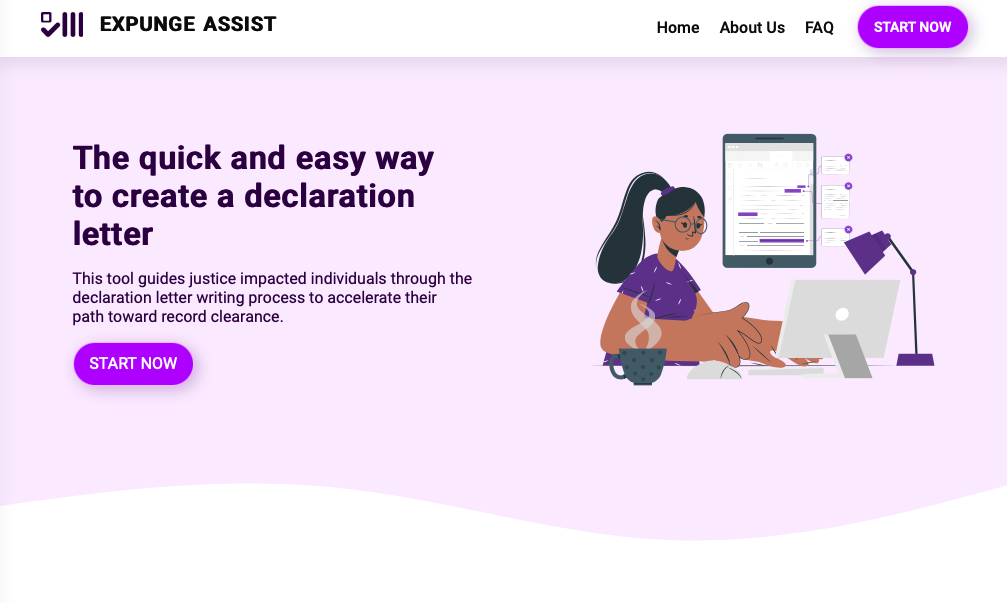 EXPUNGE ASSIST
Home
About Us
FAQ
START NOW
The quick and easy way
to create a declaration
letter
This tool guides justice impacted individuals through the
declaration letter writing process to accelerate their
path toward record clearance.
START NOW